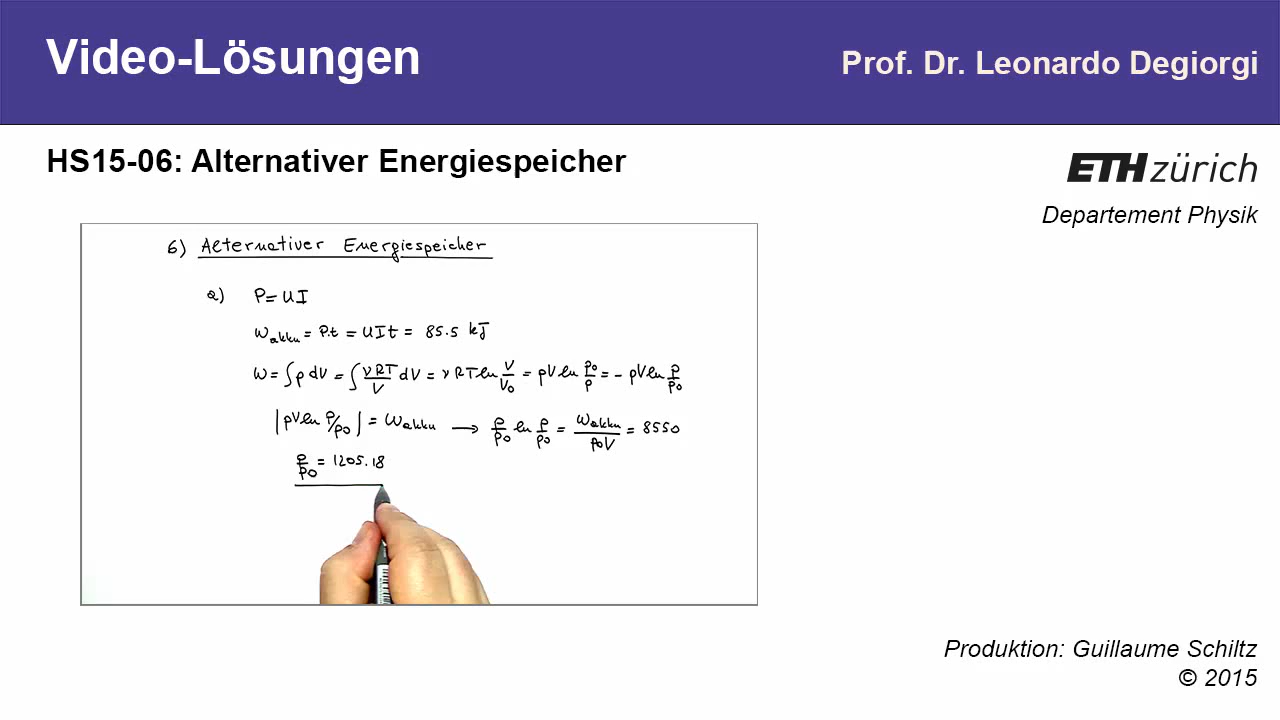 Video-Lösungen
Prof. Dr. Leonardo Degiorgi
HS15-06: Alternativer Energiespeicher
ETH zürich
Departement Physik
6) Alternativer Energiespeicher
a) P = UI
W_akku = P.t = UIt = 85.5 kJ
W = ∫ p dV = ∫ νRT/V dV = νRT ln V/V₀ = pV ln p₀/p = - pV ln p/p₀
|pV ln p/p₀| = W_akku → p/p₀ ln p/p₀ = W_akku/p₀V = 8550
p/p₀ = 1205.18
Produktion: Guillaume Schiltz
© 2015